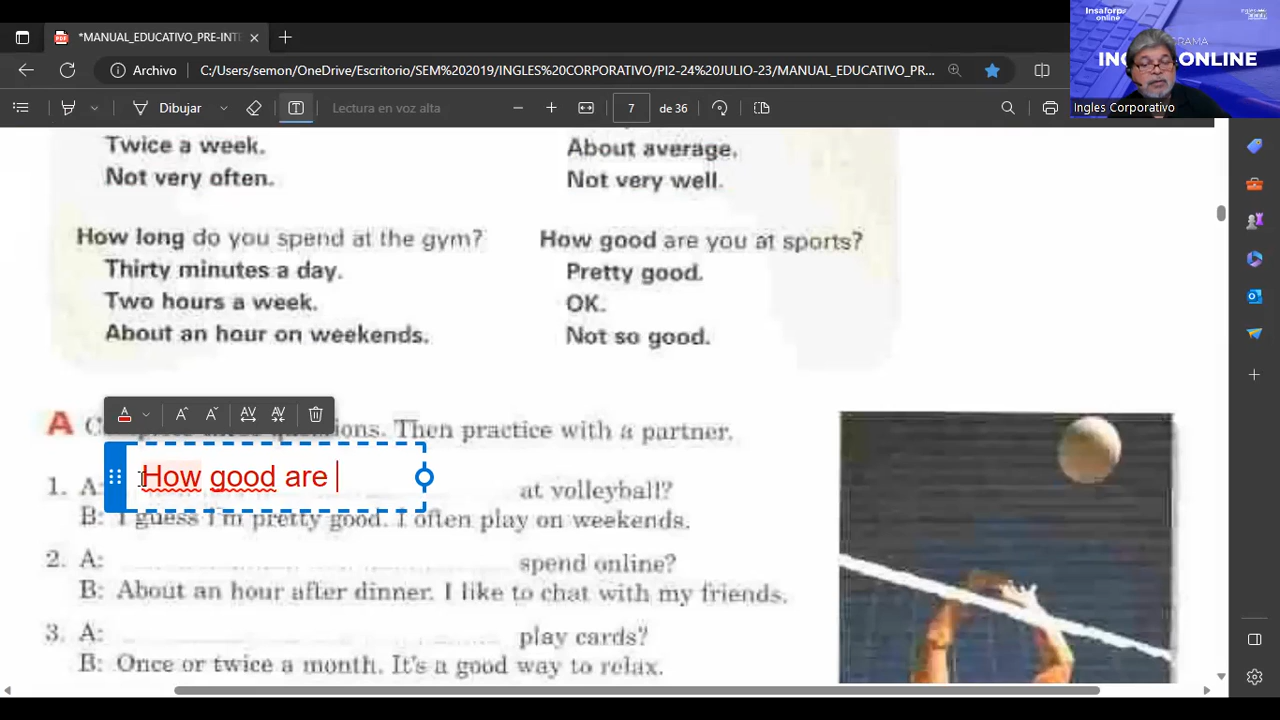 *MANUAL_EDUCATIVO_PRE-INTE
Archivo
C:/Users/semon/OneDrive/Escritorio/SEM%2019/INGLES%20CORPORATIVO/PI2-24%20JULIO-23/MANUAL_EDUCATIVO_PR...
Dibujar
Lectura en voz alta
7 de 36
Insaforp
online
ONLINE
Ingles Corporativo
Twice a week.
Not very often.
About average.
Not very well.
How long do you spend at the gym?
Thirty minutes a day.
Two hours a week.
About an hour on weekends.
How good are you at sports?
Pretty good.
OK.
Not so good.
A
Then practice with a partner.
How good are
1. A: at volleyball?
B: I guess I'm pretty good. I often play on weekends.
2. A: spend online?
B: About an hour after dinner. I like to chat with my friends.
3. A: play cards?
B: Once or twice a month. It's a good way to relax.